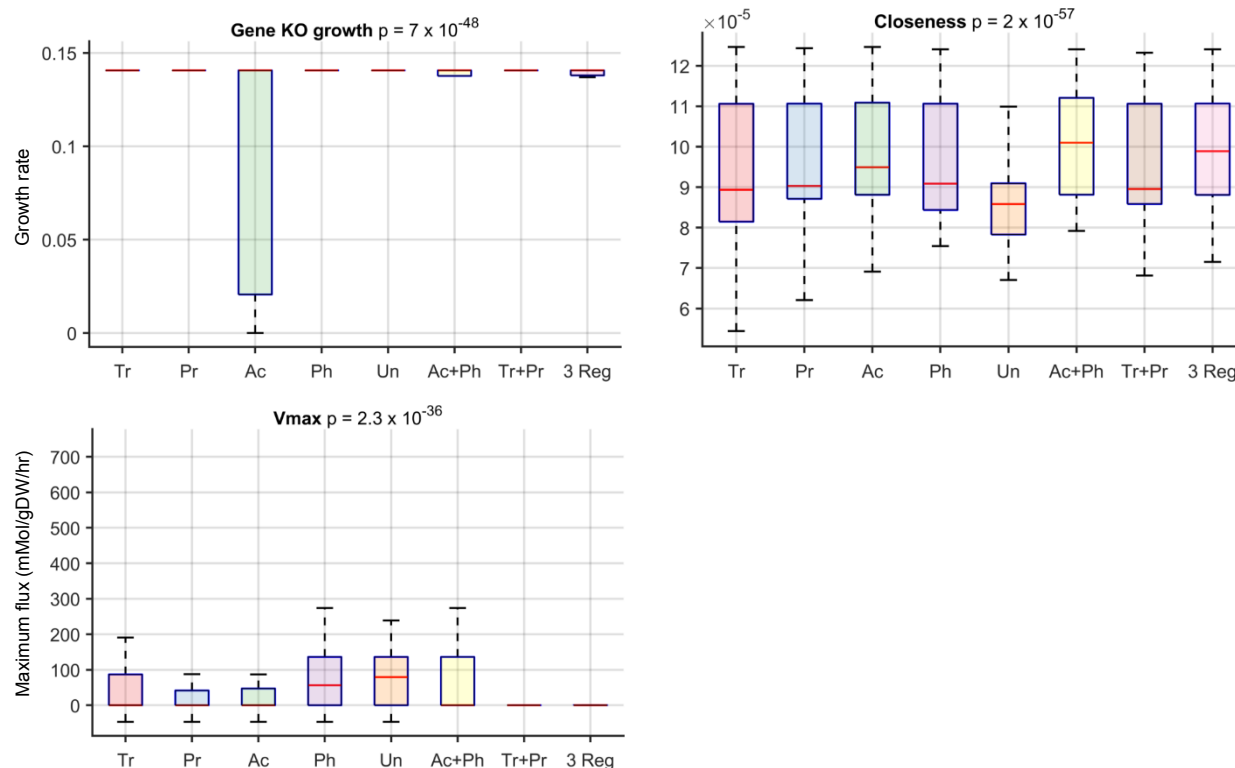 Gene KO growth p = 7 x 10-48
Growth rate
0.15
0.1
0.05
0
Tr Pr Ac Ph Un Ac+Ph Tr+Pr 3 Reg
×10-5
Closeness p = 2 x 10-57
12
11
10
9
8
7
6
Tr Pr Ac Ph Un Ac+Ph Tr+Pr 3 Reg
Vmax p = 2.3 x 10-36
Maximum flux (mMol/gDW/hr)
700
600
500
400
300
200
100
0
Tr Pr Ac Ph Un Ac+Ph Tr+Pr 3 Reg